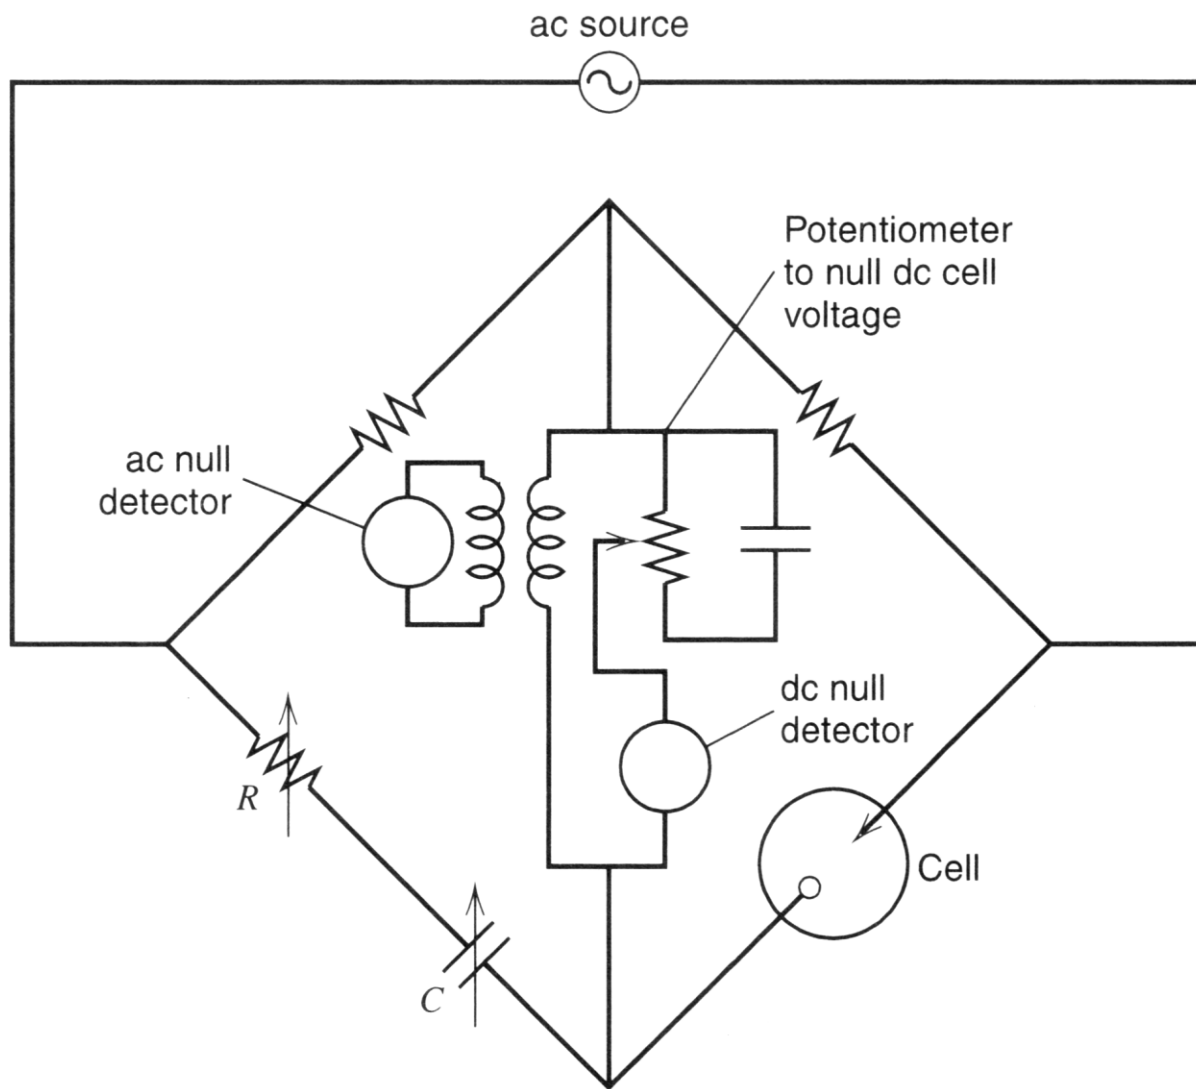 ac source
Potentiometer
to null dc cell
voltage
ac null
detector
dc null
detector
R
Cell
C